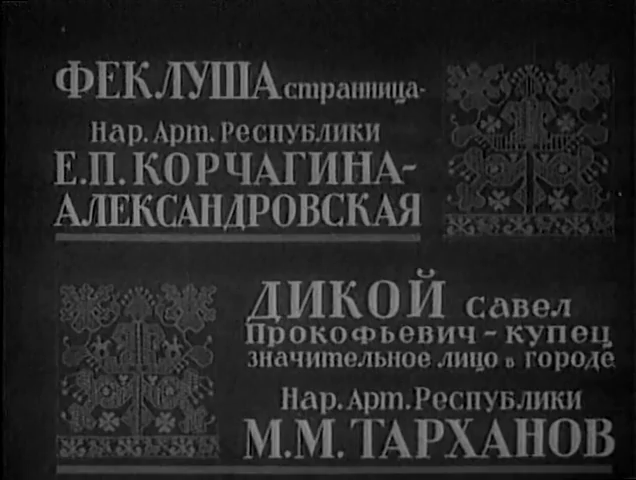 ФЕКЛУША странница-
Нар. Арт. Республики
Е.П. КОРЧАГИНА-
АЛЕКСАНДРОВСКАЯ
ДИКОЙ Савел
Прокофьевич - купец
значительное лицо в городе
Нар. Арт. Республики
М.М. ТАРХАНОВ